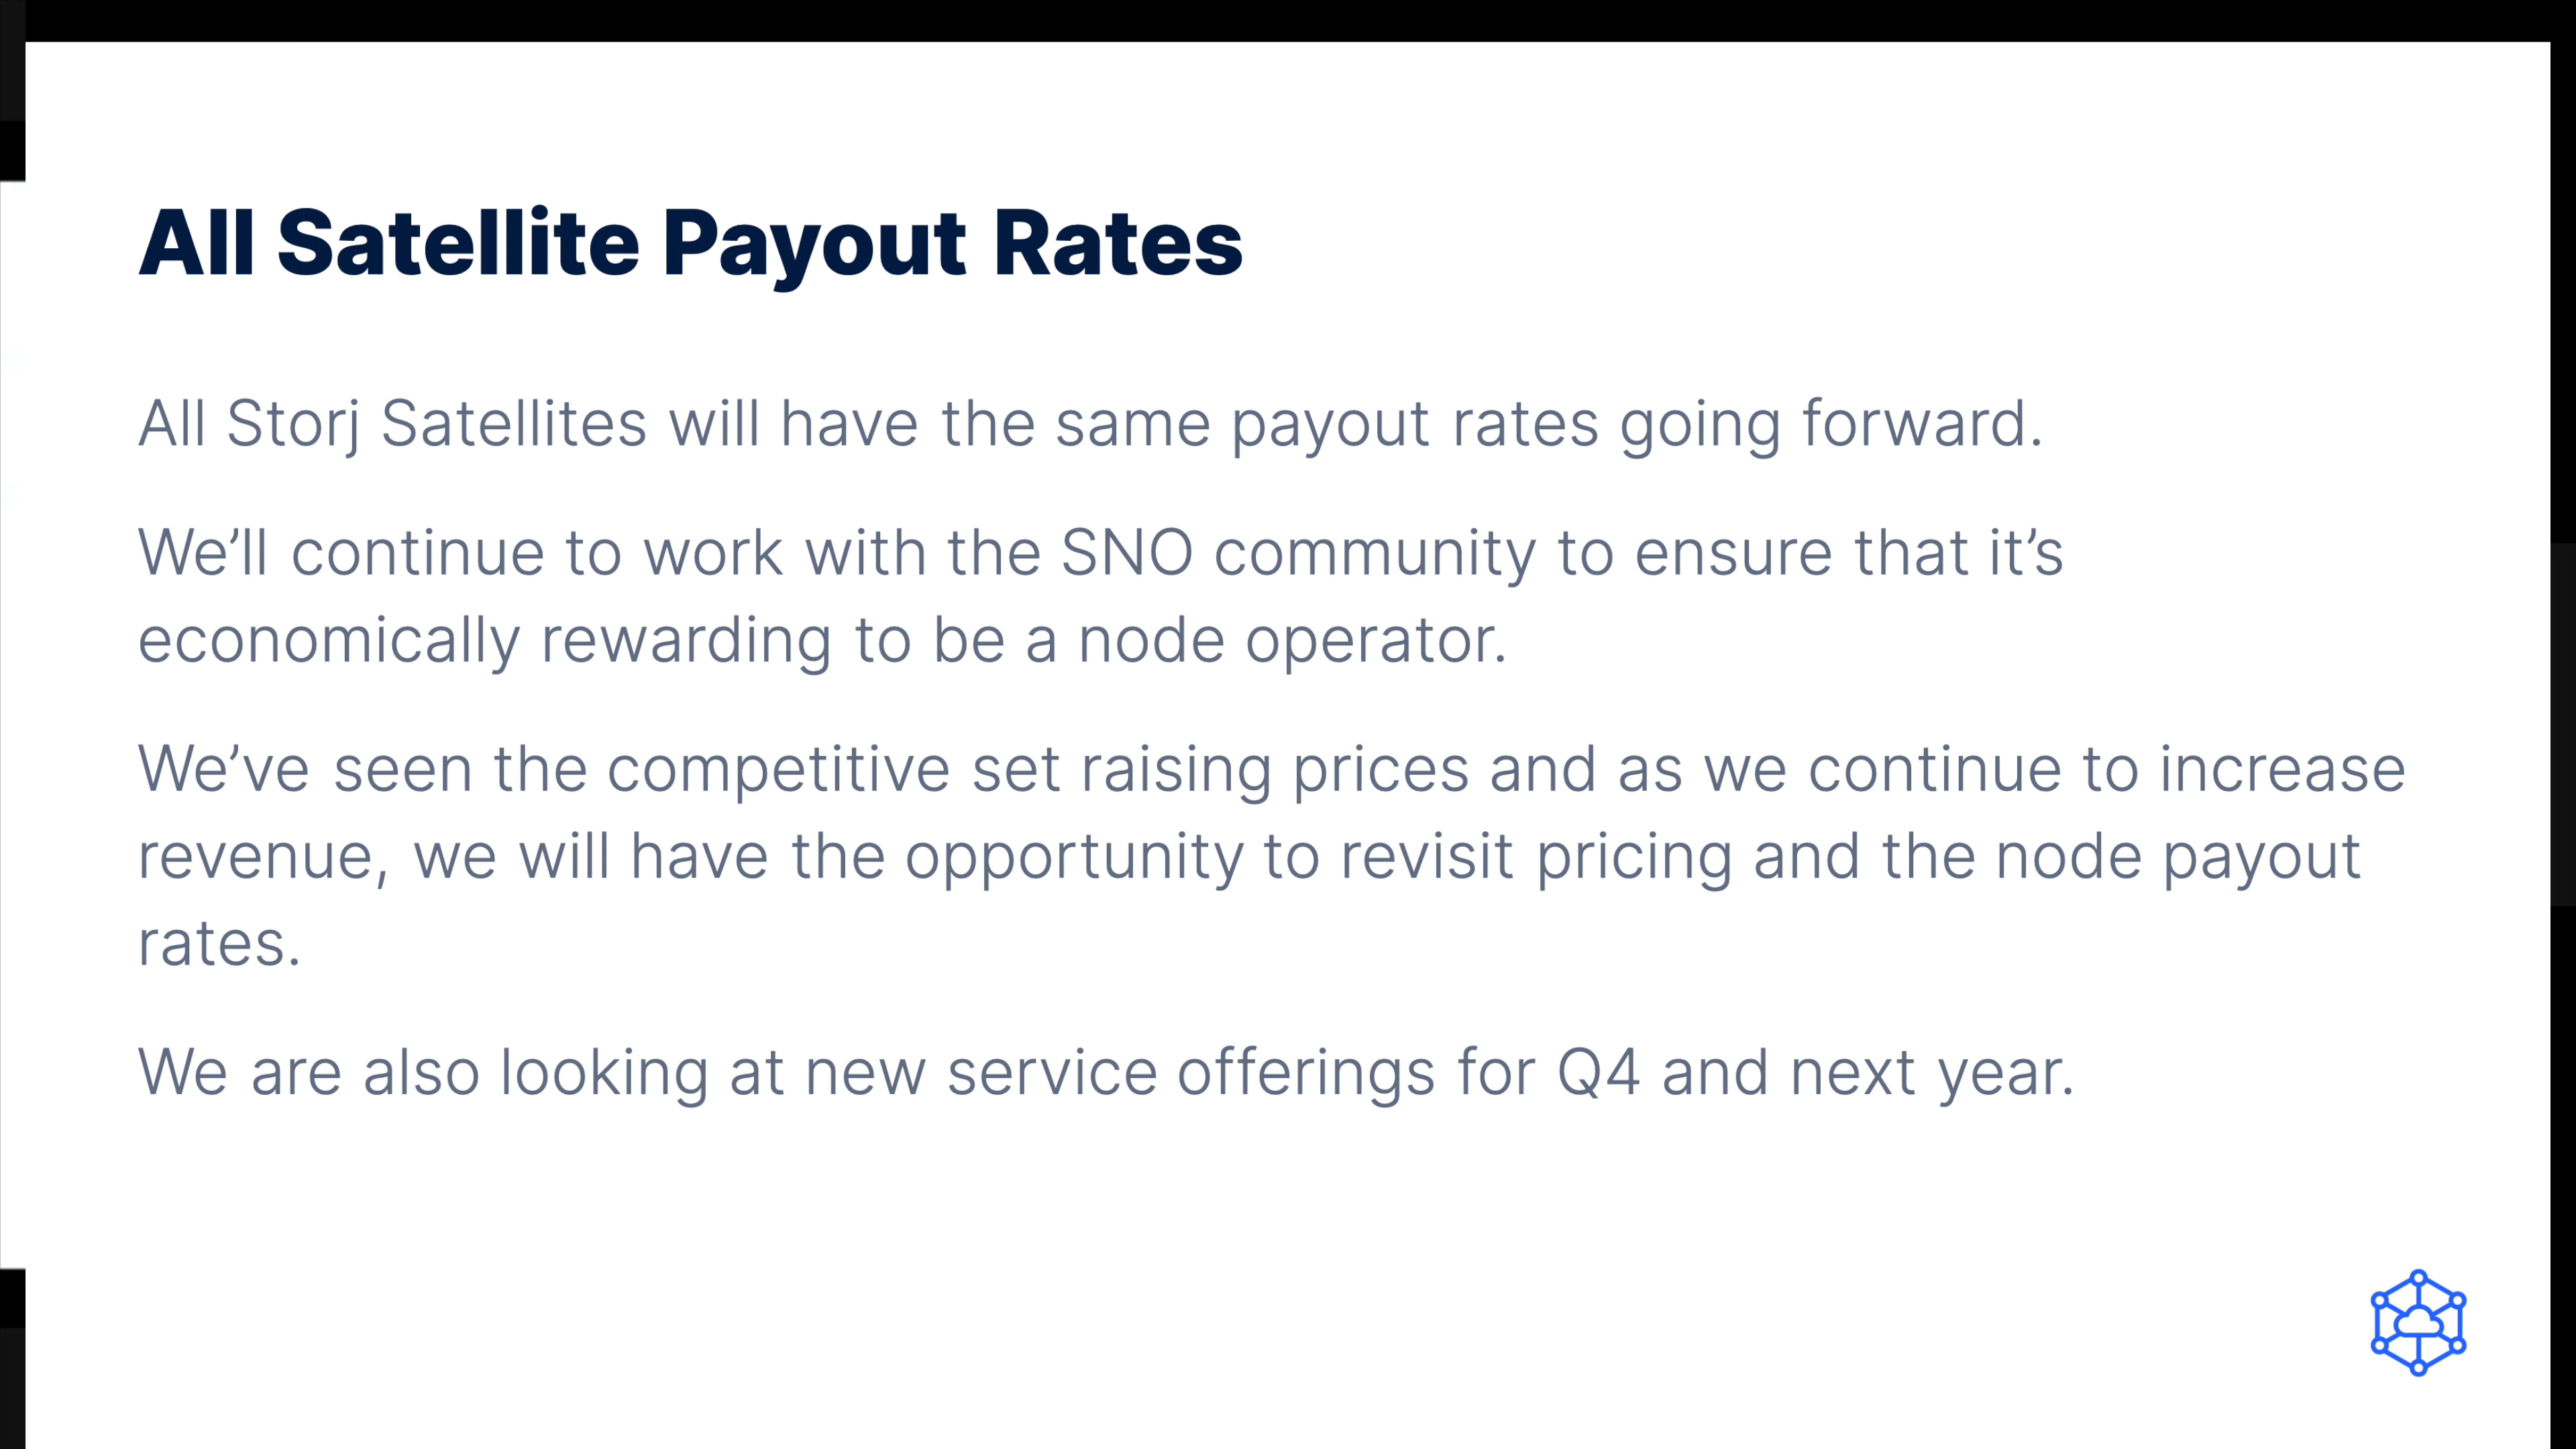 All Satellite Payout Rates
All Storj Satellites will have the same payout rates going forward.
We’ll continue to work with the SNO community to ensure that it’s
economically rewarding to be a node operator.
We’ve seen the competitive set raising prices and as we continue to increase
revenue, we will have the opportunity to revisit pricing and the node payout
rates.
We are also looking at new service offerings for Q4 and next year.